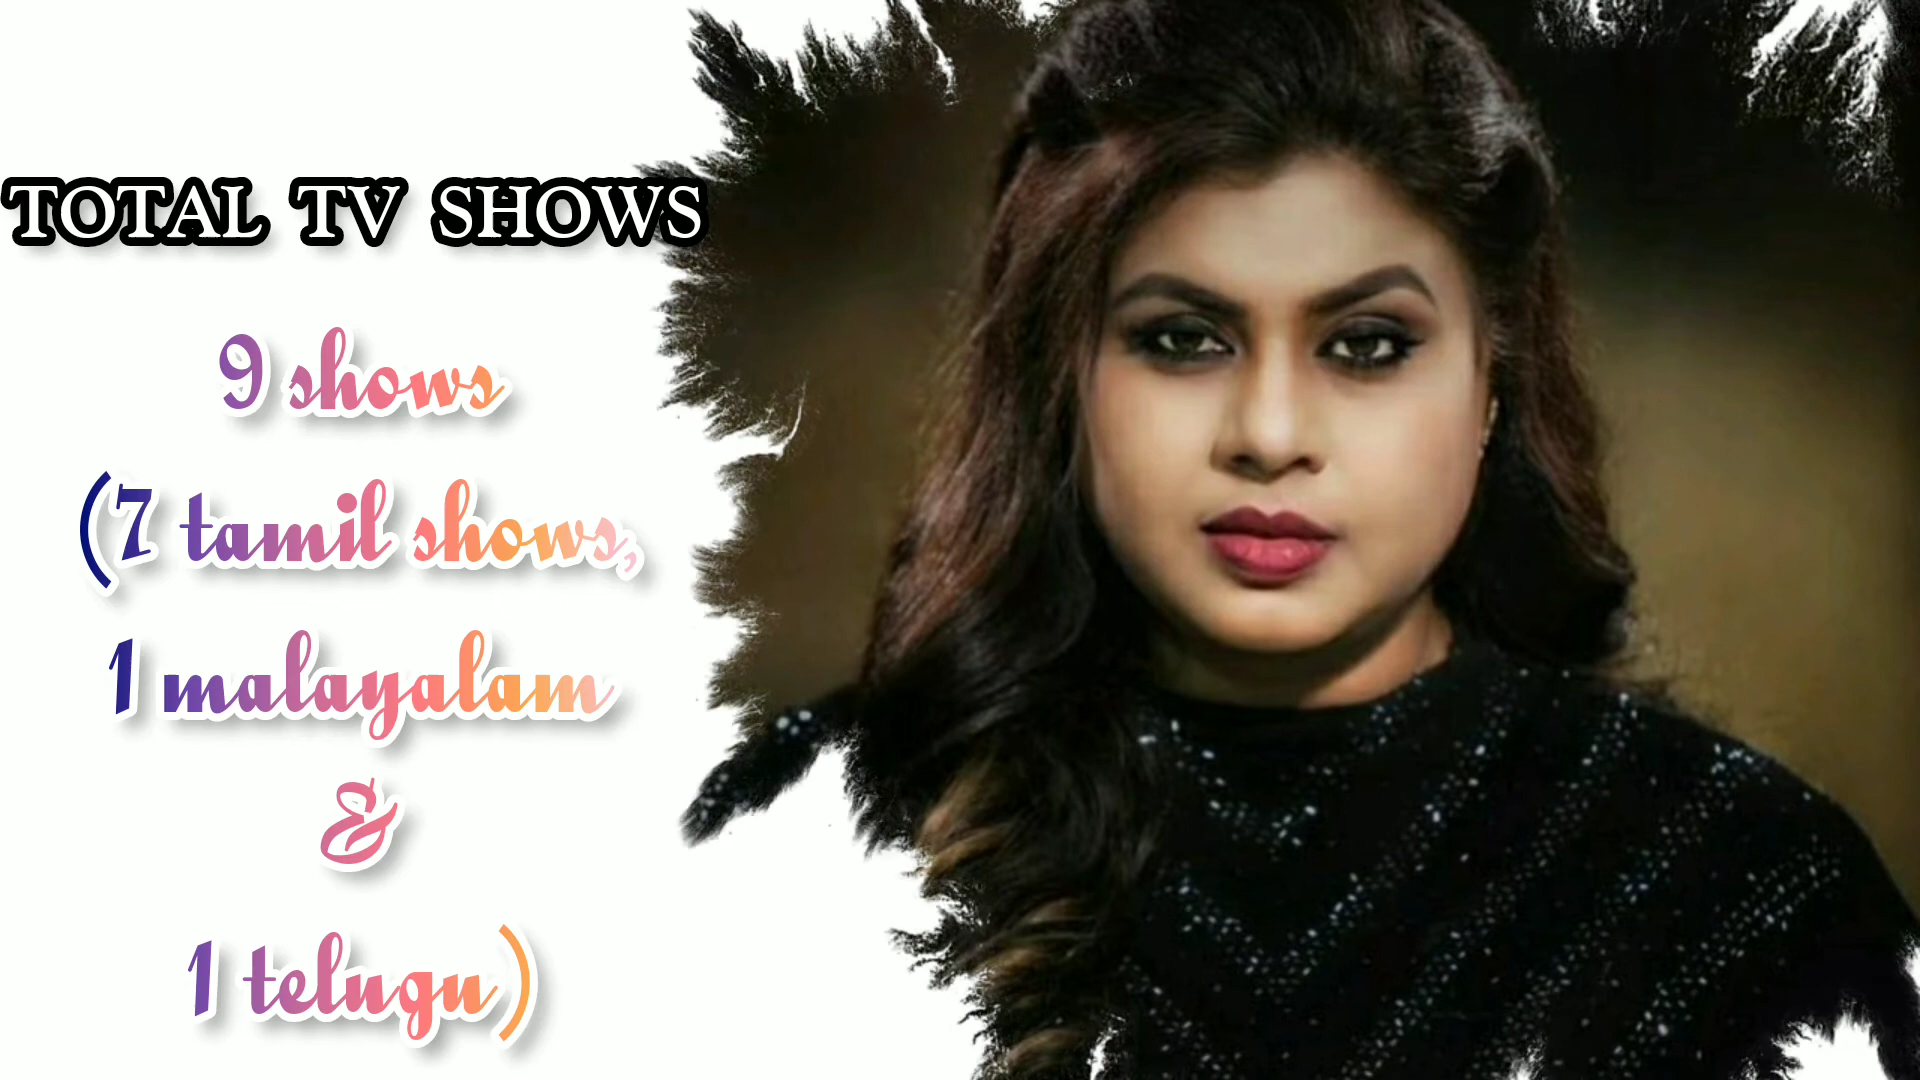 TOTAL TV SHOWS
9 shows
(7 tamil shows,
1 malayalam
&
1 telugu)